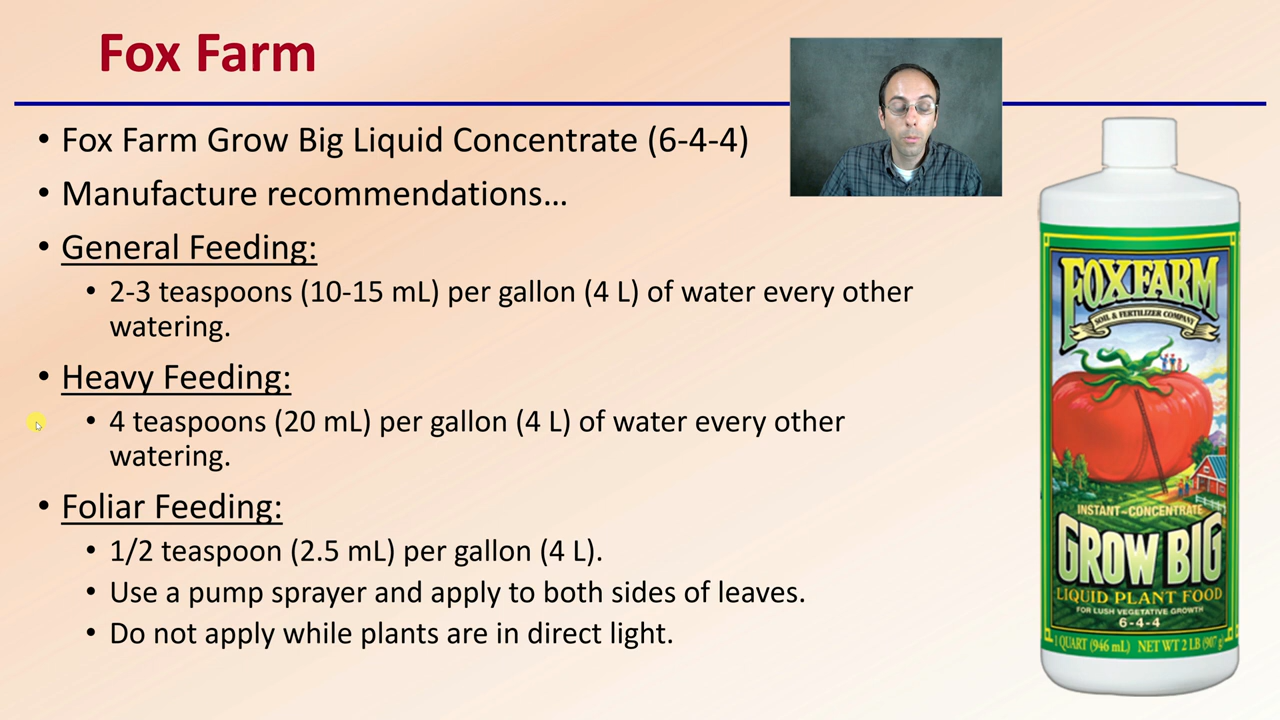 Fox Farm
• Fox Farm Grow Big Liquid Concentrate (6-4-4)
• Manufacture recommendations…
• General Feeding:
• 2-3 teaspoons (10-15 mL) per gallon (4 L) of water every other
watering.
• Heavy Feeding:
• 4 teaspoons (20 mL) per gallon (4 L) of water every other
watering.
• Foliar Feeding:
• 1/2 teaspoon (2.5 mL) per gallon (4 L).
• Use a pump sprayer and apply to both sides of leaves.
• Do not apply while plants are in direct light.
FOXFARM
SOIL & FERTILIZER COMPANY
INSTANT~CONCENTRATE
GROW BIG
LIQUID PLANT FOOD
FOR LUSH VEGETATIVE GROWTH
6-4-4
1 QUART (946 mL) NET WT 2 LB (907 g)